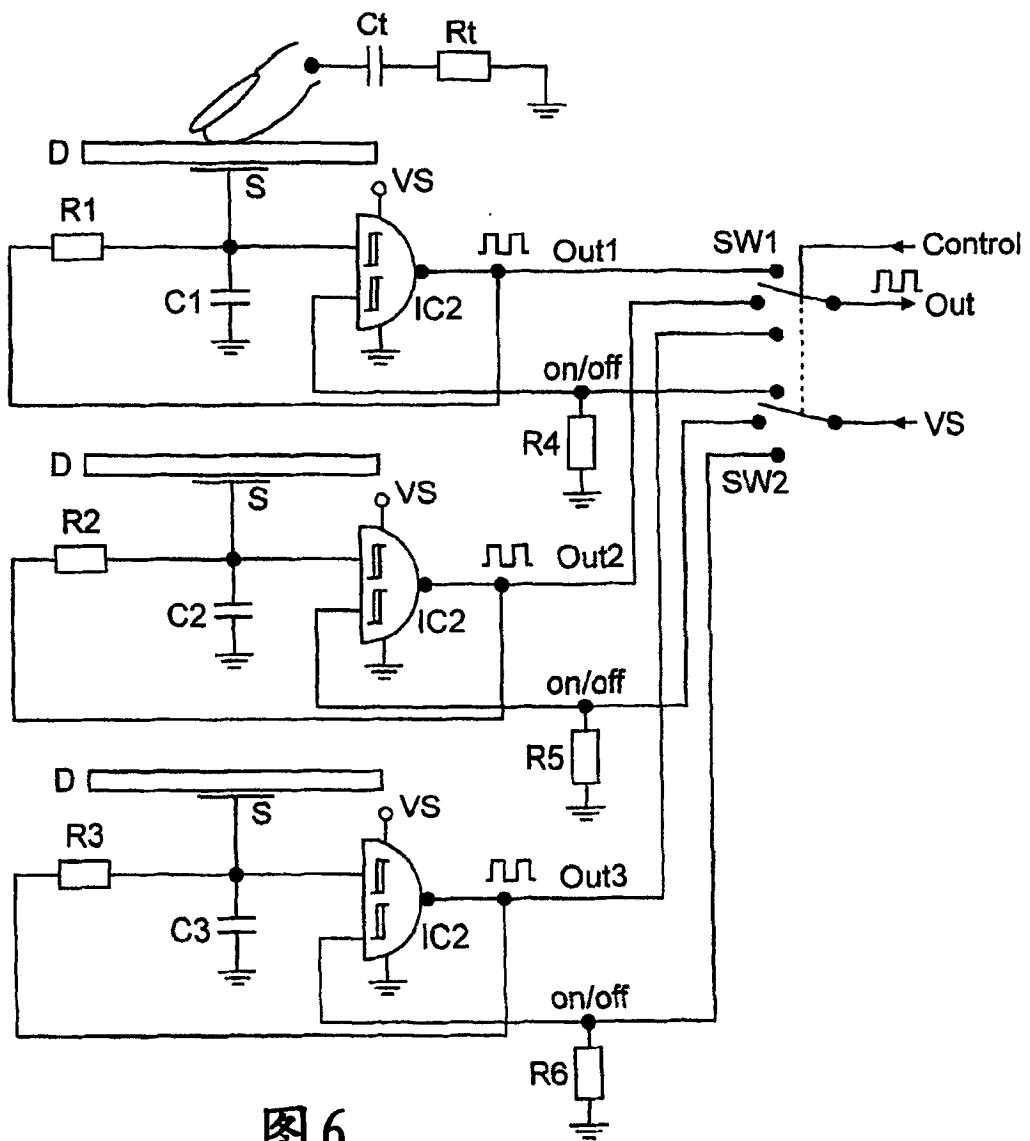 Ct
Rt
D
S
VS
R1
C1
IC2
Out1
SW1
Control
Out
on/off
R4
VS
SW2
D
S
VS
R2
C2
IC2
Out2
on/off
R5
D
S
VS
R3
C3
IC2
Out3
on/off
R6
图 6